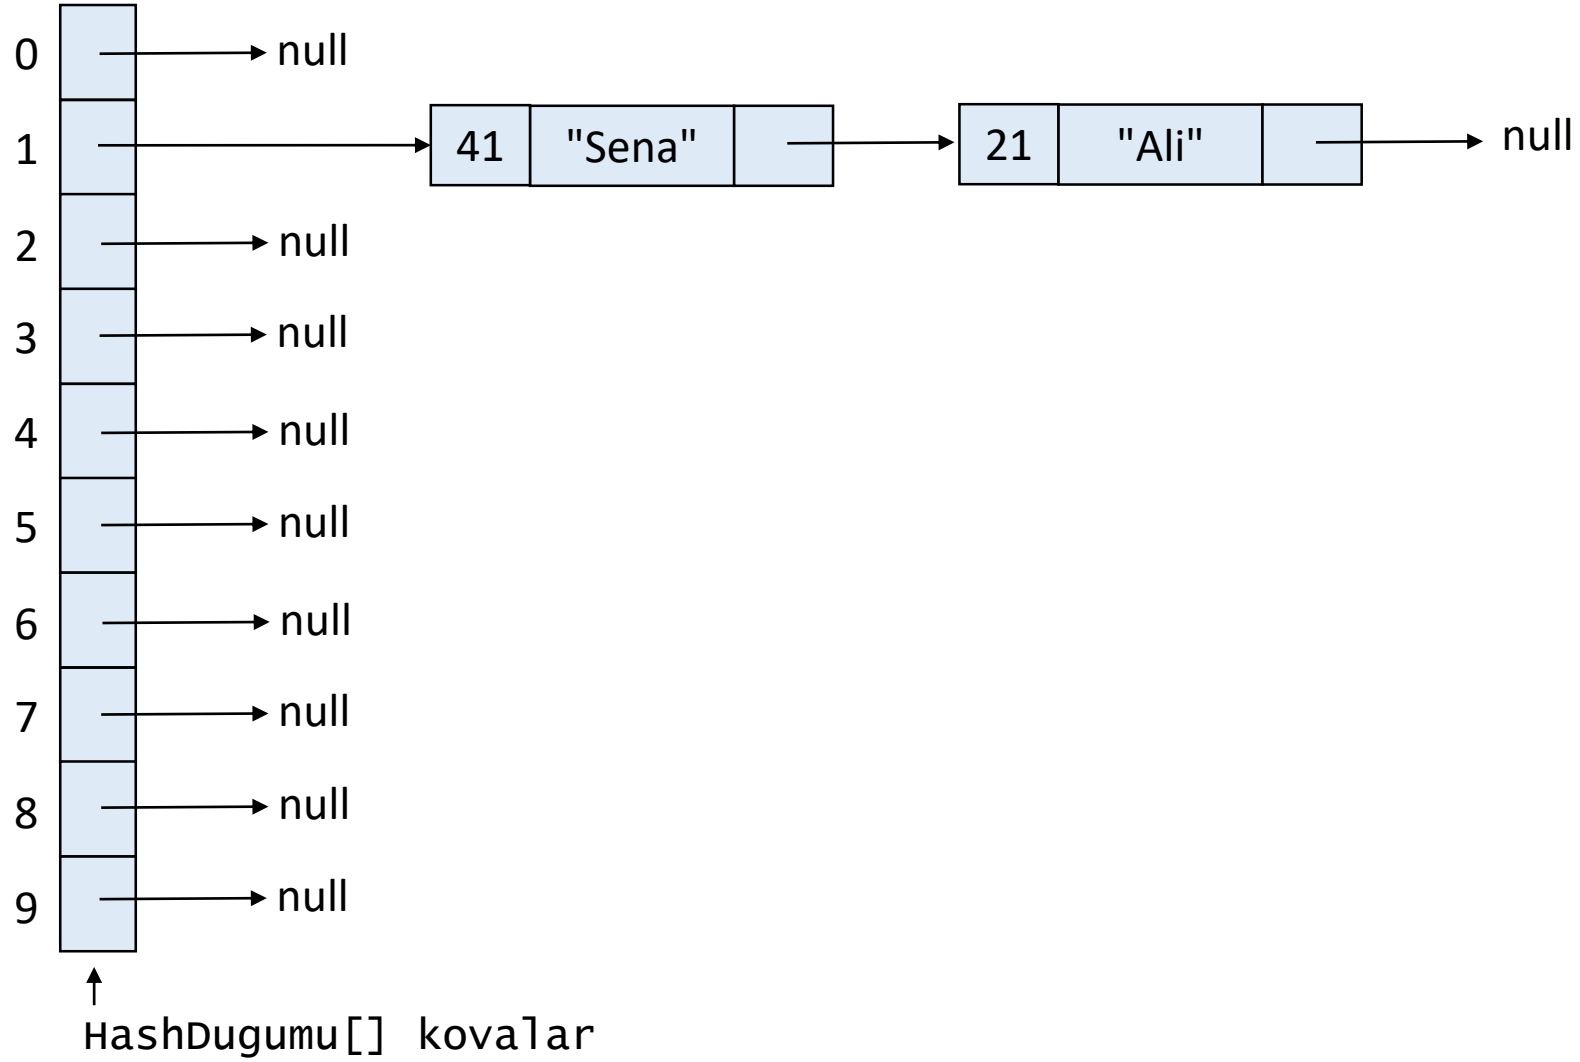 0 null
1 41 "Sena" 21 "Ali" null
2 null
3 null
4 null
5 null
6 null
7 null
8 null
9 null
HashDugumu[] kovalar